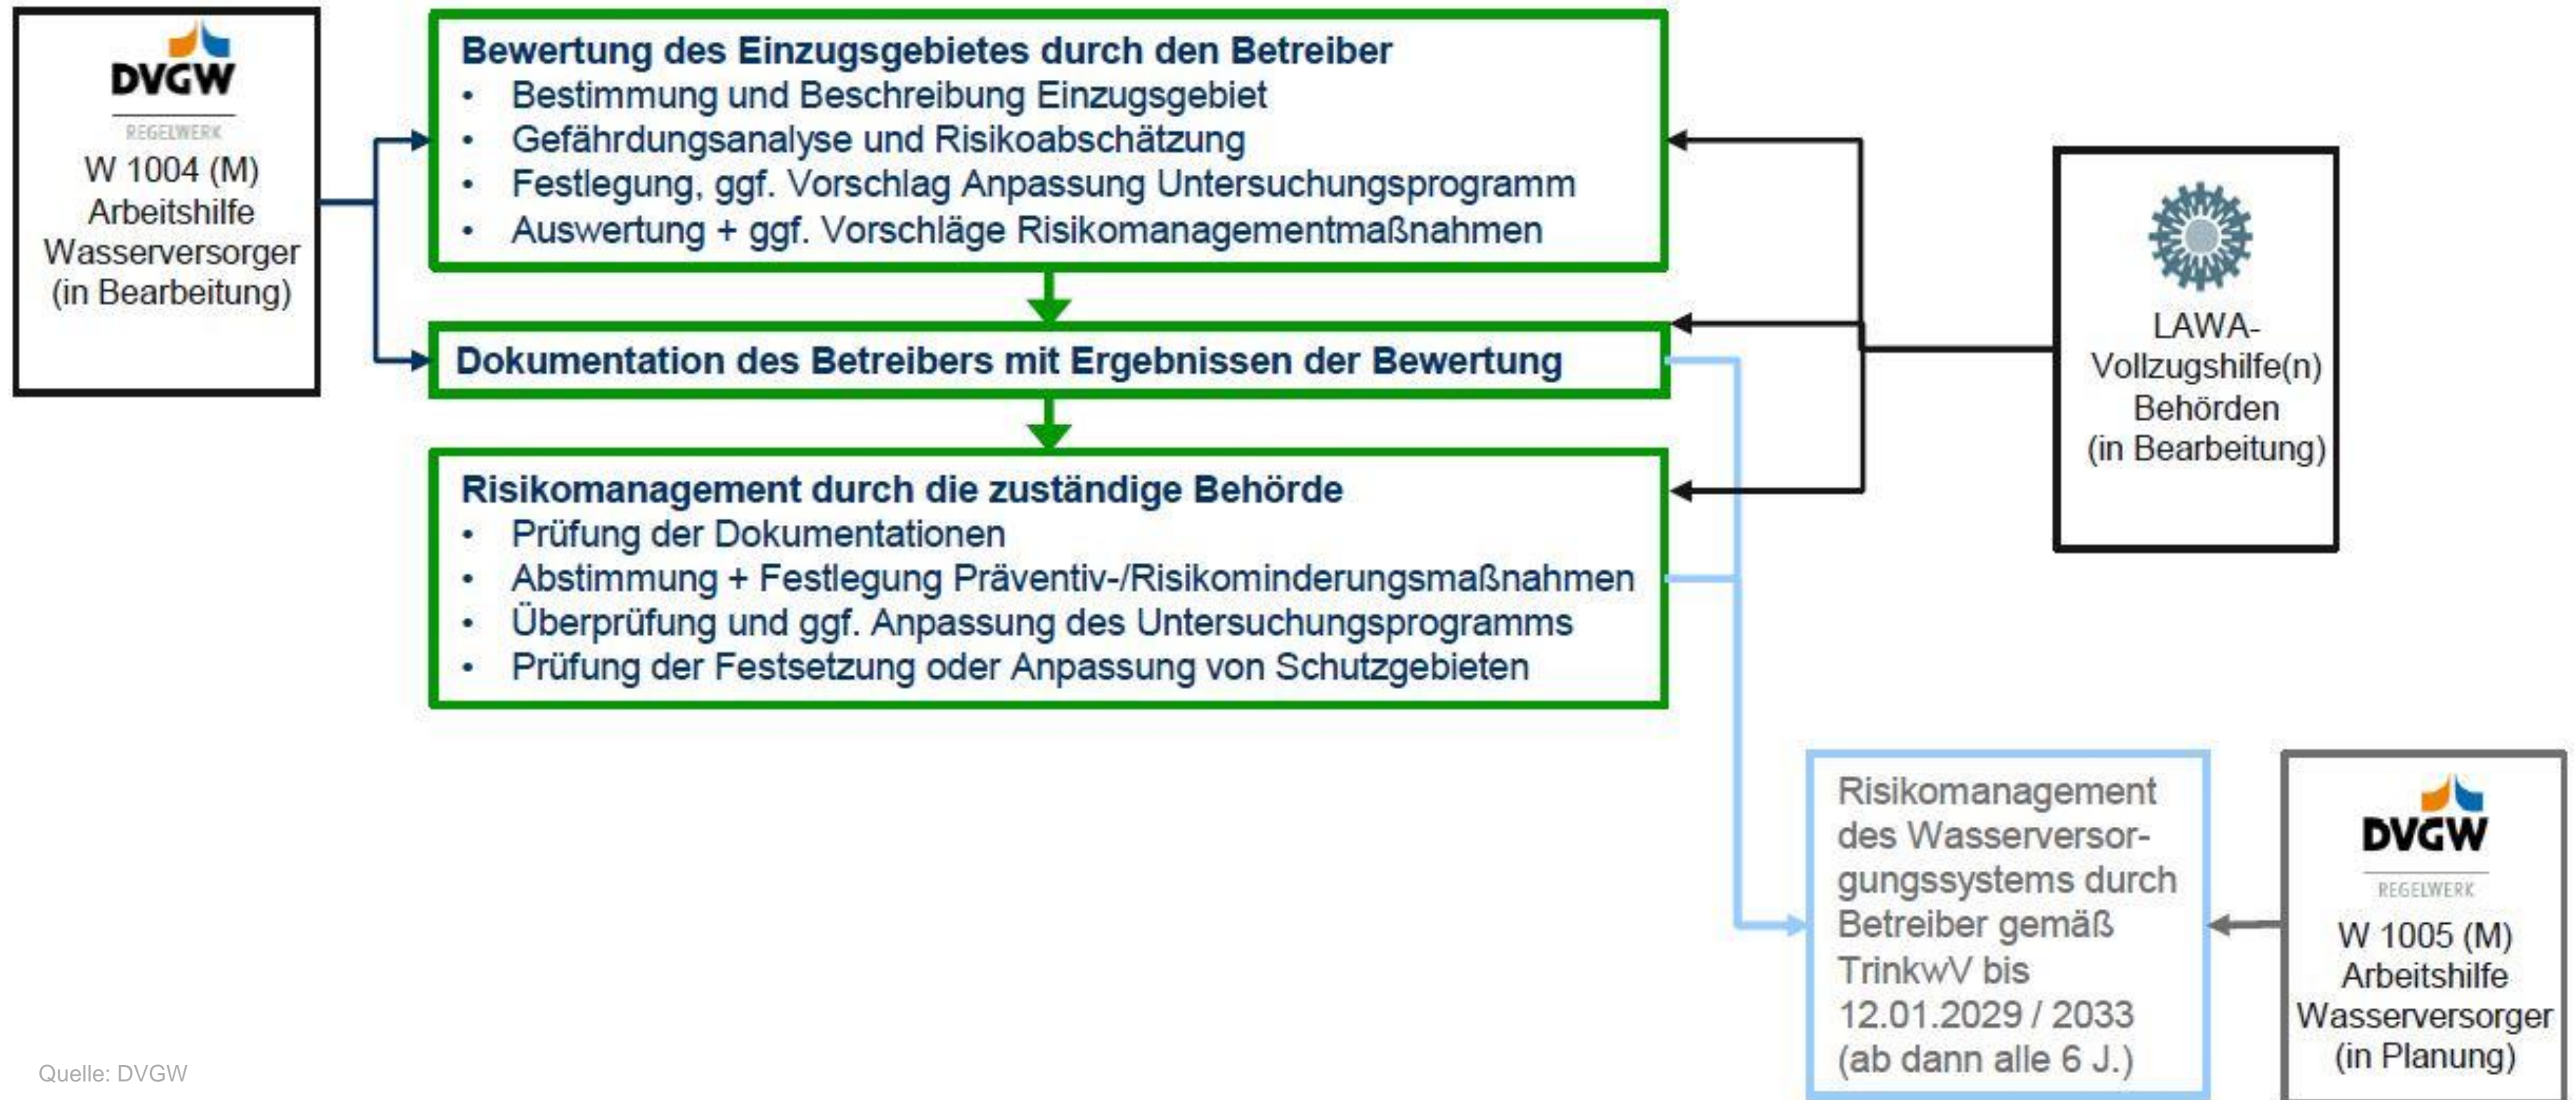 DVGW
REGELWERK
W 1004 (M)
Arbeitshilfe
Wasserversorger
(in Bearbeitung)
Bewertung des Einzugsgebietes durch den Betreiber
• Bestimmung und Beschreibung Einzugsgebiet
• Gefährdungsanalyse und Risikoabschätzung
• Festlegung, ggf. Vorschlag Anpassung Untersuchungsprogramm
• Auswertung + ggf. Vorschläge Risikomanagementmaßnahmen
Dokumentation des Betreibers mit Ergebnissen der Bewertung
Risikomanagement durch die zuständige Behörde
• Prüfung der Dokumentationen
• Abstimmung + Festlegung Präventiv-/Risikominderungsmaßnahmen
• Überprüfung und ggf. Anpassung des Untersuchungsprogramms
• Prüfung der Festsetzung oder Anpassung von Schutzgebieten
LAWA-
Vollzugshilfe(n)
Behörden
(in Bearbeitung)
Risikomanagement
des Wasserversor-
gungssystems durch
Betreiber gemäß
TrinkwV bis
12.01.2029 / 2033
(ab dann alle 6 J.)
DVGW
REGELWERK
W 1005 (M)
Arbeitshilfe
Wasserversorger
(in Planung)
Quelle: DVGW